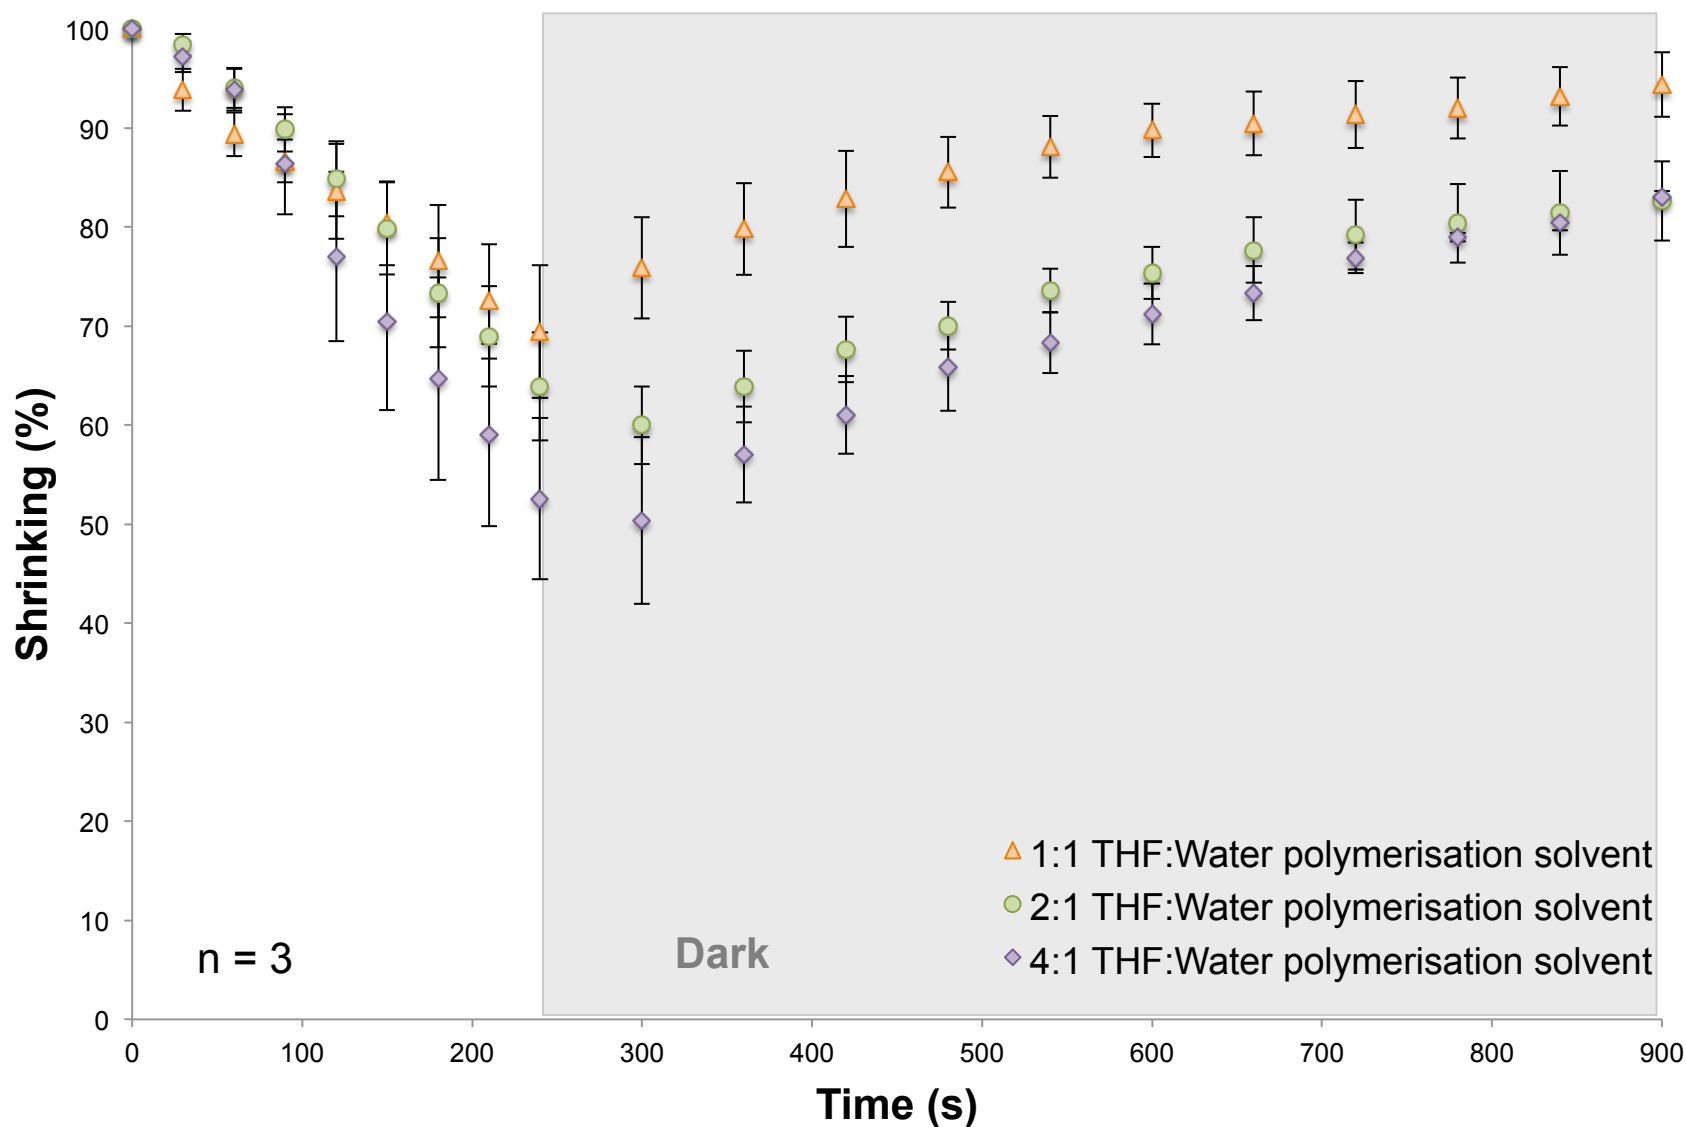 100
90
80
70
60
50
40
30
20
10
0
Shrinking (%)
0 100 200 300 400 500 600 700 800 900
Time (s)
n = 3
Dark
1:1 THF:Water polymerisation solvent
2:1 THF:Water polymerisation solvent
4:1 THF:Water polymerisation solvent